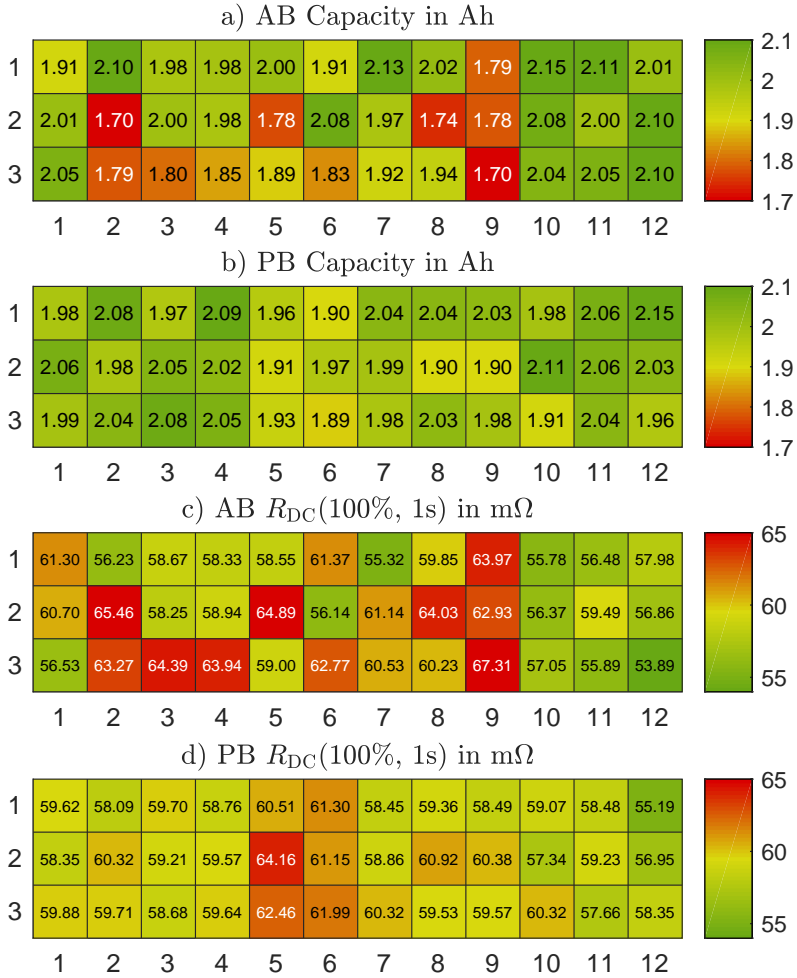 a) AB Capacity in Ah
1 1.91 2.10 1.98 1.98 2.00 1.91 2.13 2.02 1.79 2.15 2.11 2.01
2 2.01 1.70 2.00 1.98 1.78 2.08 1.97 1.74 1.78 2.08 2.00 2.10
3 2.05 1.79 1.80 1.85 1.89 1.83 1.92 1.94 1.70 2.04 2.05 2.10
1 2 3 4 5 6 7 8 9 10 11 12
2.1
2
1.9
1.8
1.7
b) PB Capacity in Ah
1 1.98 2.08 1.97 2.09 1.96 1.90 2.04 2.04 2.03 1.98 2.06 2.15
2 2.06 1.98 2.05 2.02 1.91 1.97 1.99 1.90 1.90 2.11 2.06 2.03
3 1.99 2.04 2.08 2.05 1.93 1.89 1.98 2.03 1.98 1.91 2.04 1.96
1 2 3 4 5 6 7 8 9 10 11 12
2.1
2
1.9
1.8
1.7
c) AB R_DC(100%, 1s) in mΩ
1 61.30 56.23 58.67 58.33 58.55 61.37 55.32 59.85 63.97 55.78 56.48 57.98
2 60.70 65.46 58.25 58.94 64.89 56.14 61.14 64.03 62.93 56.37 59.49 56.86
3 56.53 63.27 64.39 63.94 59.00 62.77 60.53 60.23 67.31 57.05 55.89 53.89
1 2 3 4 5 6 7 8 9 10 11 12
65
60
55
d) PB R_DC(100%, 1s) in mΩ
1 59.62 58.09 59.70 58.76 60.51 61.30 58.45 59.36 58.49 59.07 58.48 55.19
2 58.35 60.32 59.21 59.57 64.16 61.15 58.86 60.92 60.38 57.34 59.23 56.95
3 59.88 59.71 58.68 59.64 62.46 61.99 60.32 59.53 59.57 60.32 57.66 58.35
1 2 3 4 5 6 7 8 9 10 11 12
65
60
55